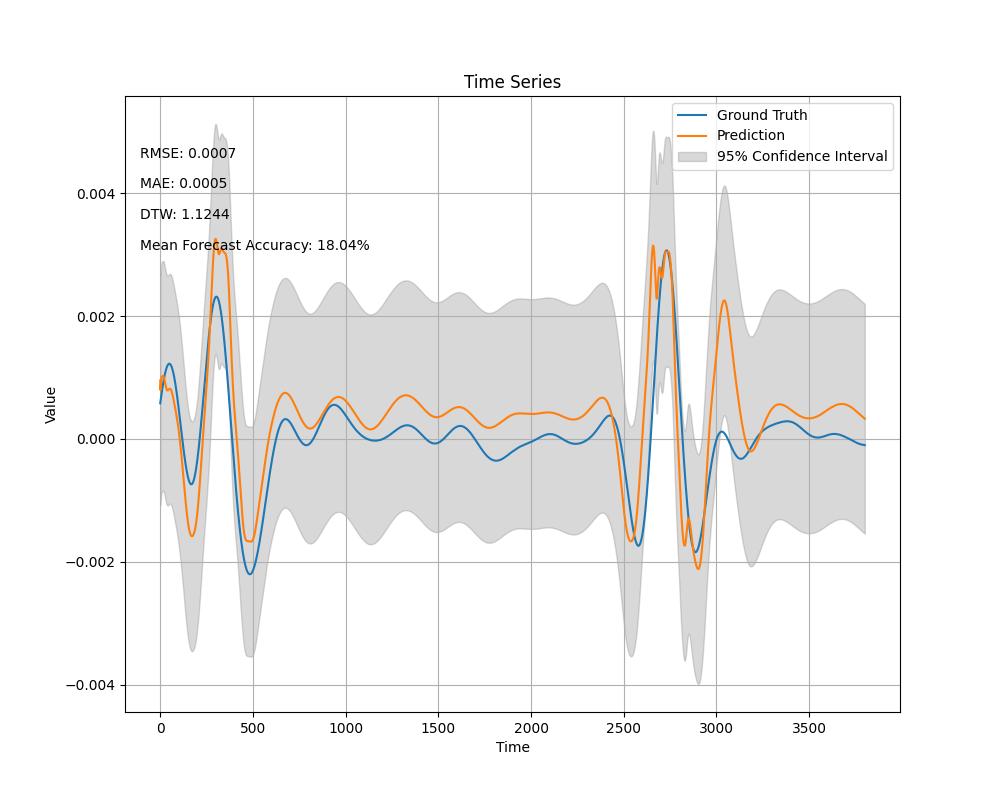 Time Series
Ground Truth
Prediction
95% Confidence Interval
RMSE: 0.0007
MAE: 0.0005
DTW: 1.1244
Mean Forecast Accuracy: 18.04%
Value
0.004
0.002
0.000
−0.002
−0.004
0 500 1000 1500 2000 2500 3000 3500
Time